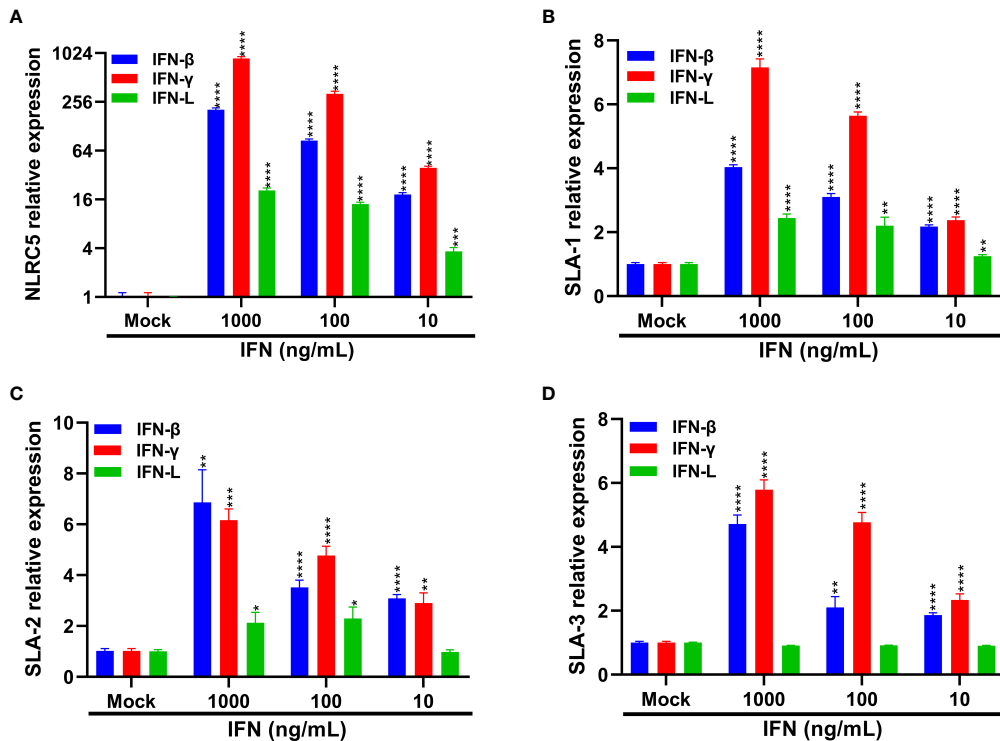 A
NLRC5 relative expression
1024
256
64
16
4
1
IFN-β
IFN-γ
IFN-L
**** **** ****
**** **** ****
**** **** ***
Mock 1000 100 10
IFN (ng/mL)
B
SLA-1 relative expression
8
6
4
2
0
IFN-β
IFN-γ
IFN-L
**** **** ****
**** **** **
**** **** **
Mock 1000 100 10
IFN (ng/mL)
C
SLA-2 relative expression
10
8
6
4
2
0
IFN-β
IFN-γ
IFN-L
** *** *
**** **** *
**** **
Mock 1000 100 10
IFN (ng/mL)
D
SLA-3 relative expression
8
6
4
2
0
IFN-β
IFN-γ
IFN-L
**** ****
** ****
**** ****
Mock 1000 100 10
IFN (ng/mL)